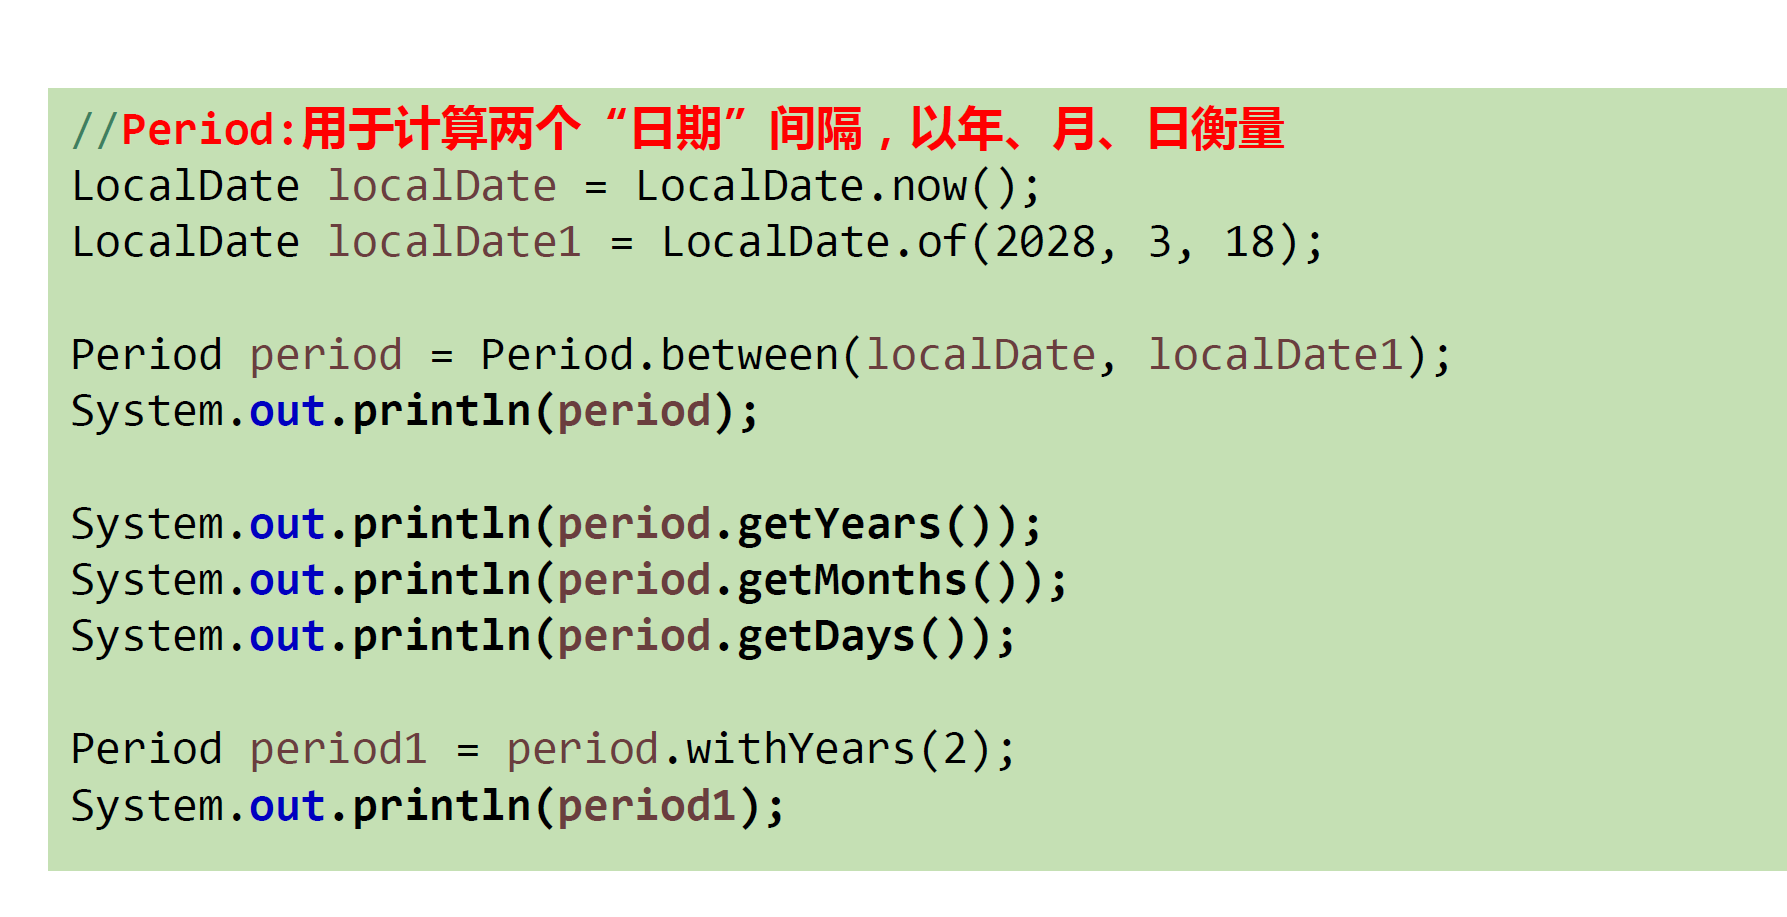 //Period:用于计算两个“日期”间隔，以年、月、日衡量
LocalDate localDate = LocalDate.now();
LocalDate localDate1 = LocalDate.of(2028, 3, 18);
Period period = Period.between(localDate, localDate1);
System.out.println(period);
System.out.println(period.getYears());
System.out.println(period.getMonths());
System.out.println(period.getDays());
Period period1 = period.withYears(2);
System.out.println(period1);